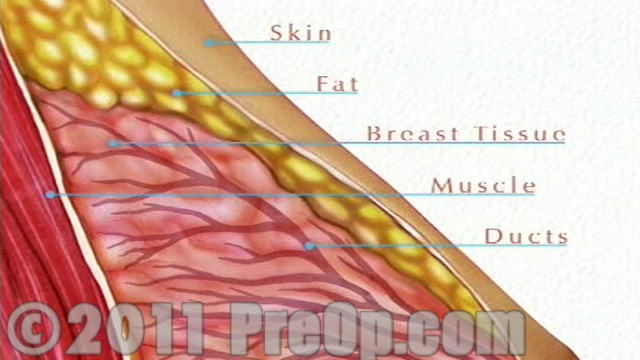 Skin
Fat
Breast Tissue
Muscle
Ducts
© 2011 PreOp.com